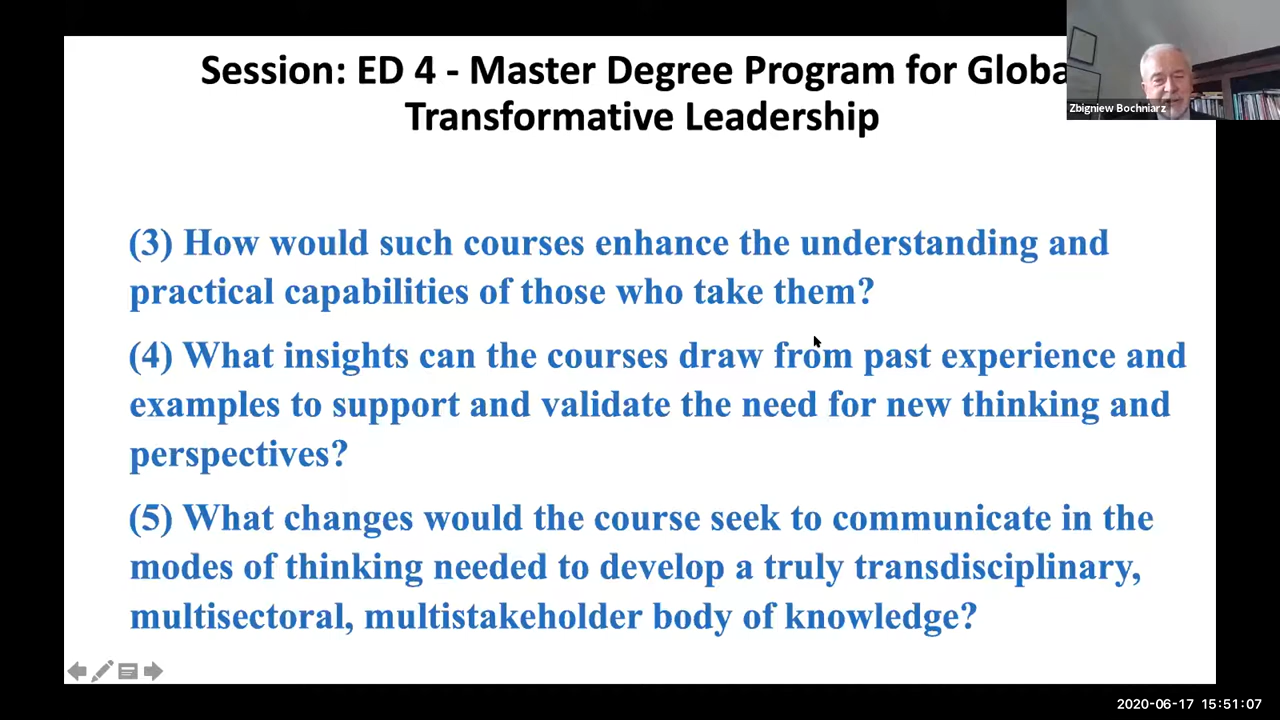 Session: ED 4 - Master Degree Program for Globa
Transformative Leadership
Zbigniew Bochniarz
(3) How would such courses enhance the understanding and
practical capabilities of those who take them?
(4) What insights can the courses draw from past experience and
examples to support and validate the need for new thinking and
perspectives?
(5) What changes would the course seek to communicate in the
modes of thinking needed to develop a truly transdisciplinary,
multisectoral, multistakeholder body of knowledge?
2020-06-17 15:51:07